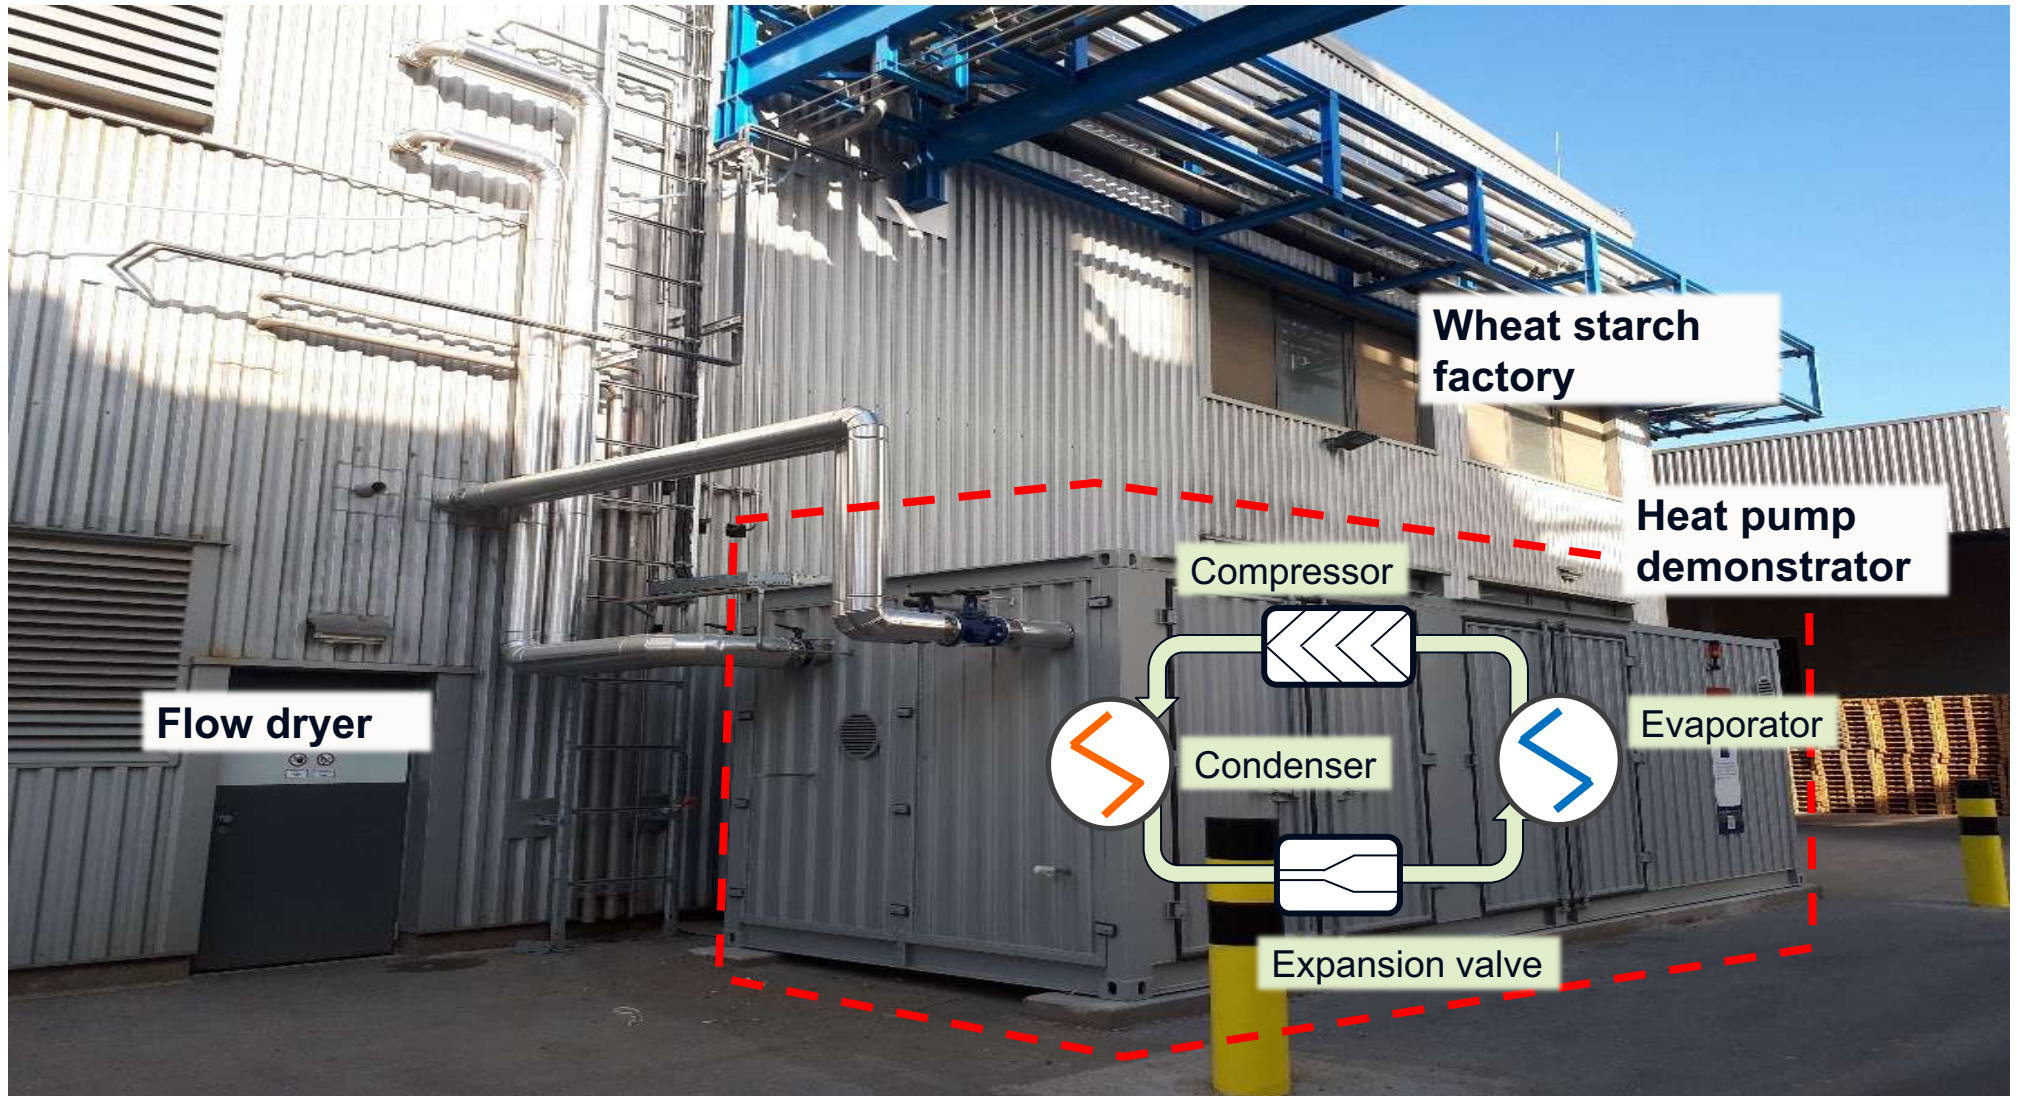 Wheat starch
factory
Heat pump
demonstrator
Compressor
Flow dryer
Evaporator
Condenser
Expansion valve